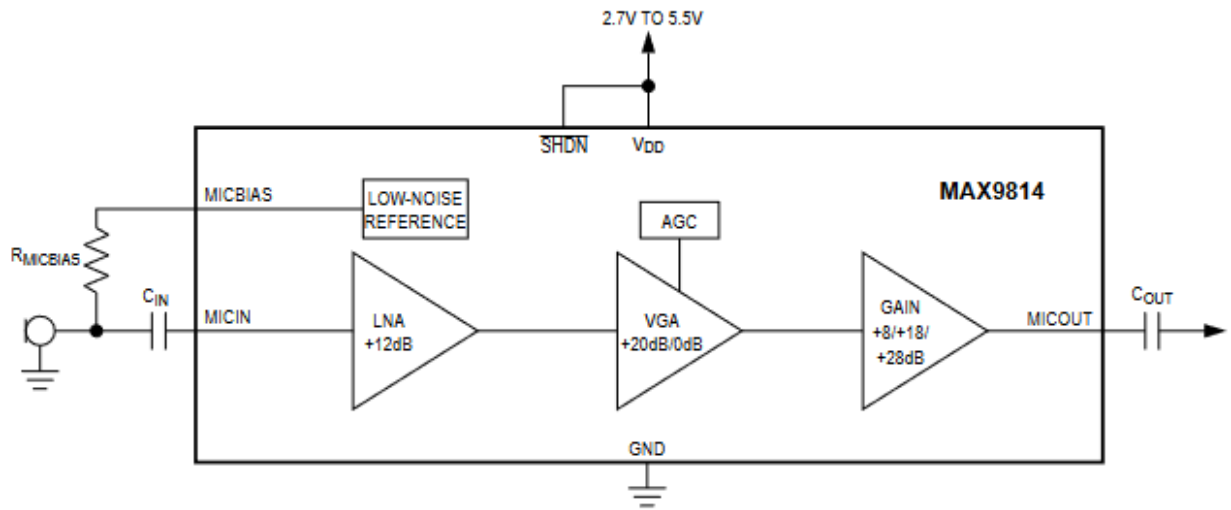 2.7V TO 5.5V
SHDN
VDD
MAX9814
MICBIAS
LOW-NOISE
REFERENCE
AGC
RMICBIAS
CIN
MICIN
LNA
+12dB
VGA
+20dB/0dB
GAIN
+8/+18/
+28dB
MICOUT
COUT
GND